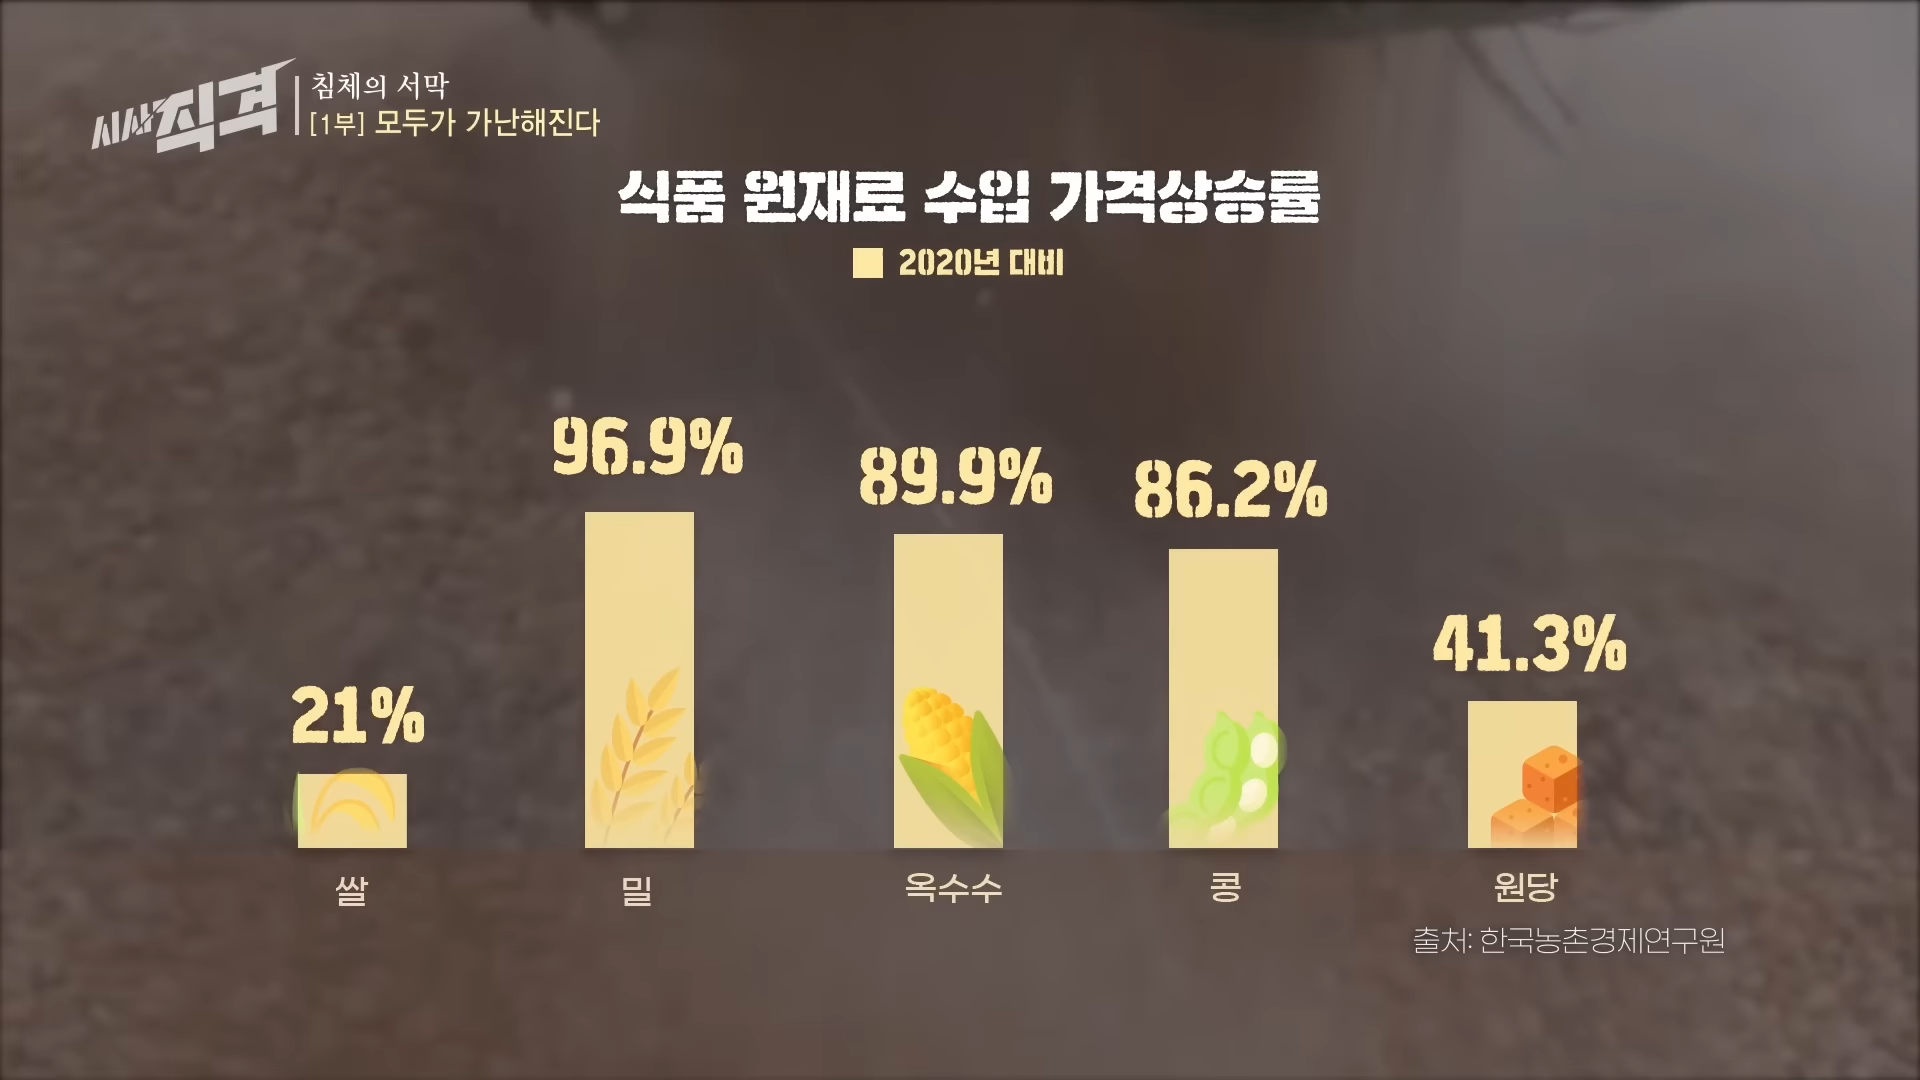 시사직격
침체의 서막
[1부] 모두가 가난해진다
식품 원재료 수입 가격상승률
2020년 대비
21%
96.9%
89.9%
86.2%
41.3%
쌀
밀
옥수수
콩
원당
출처: 한국농촌경제연구원